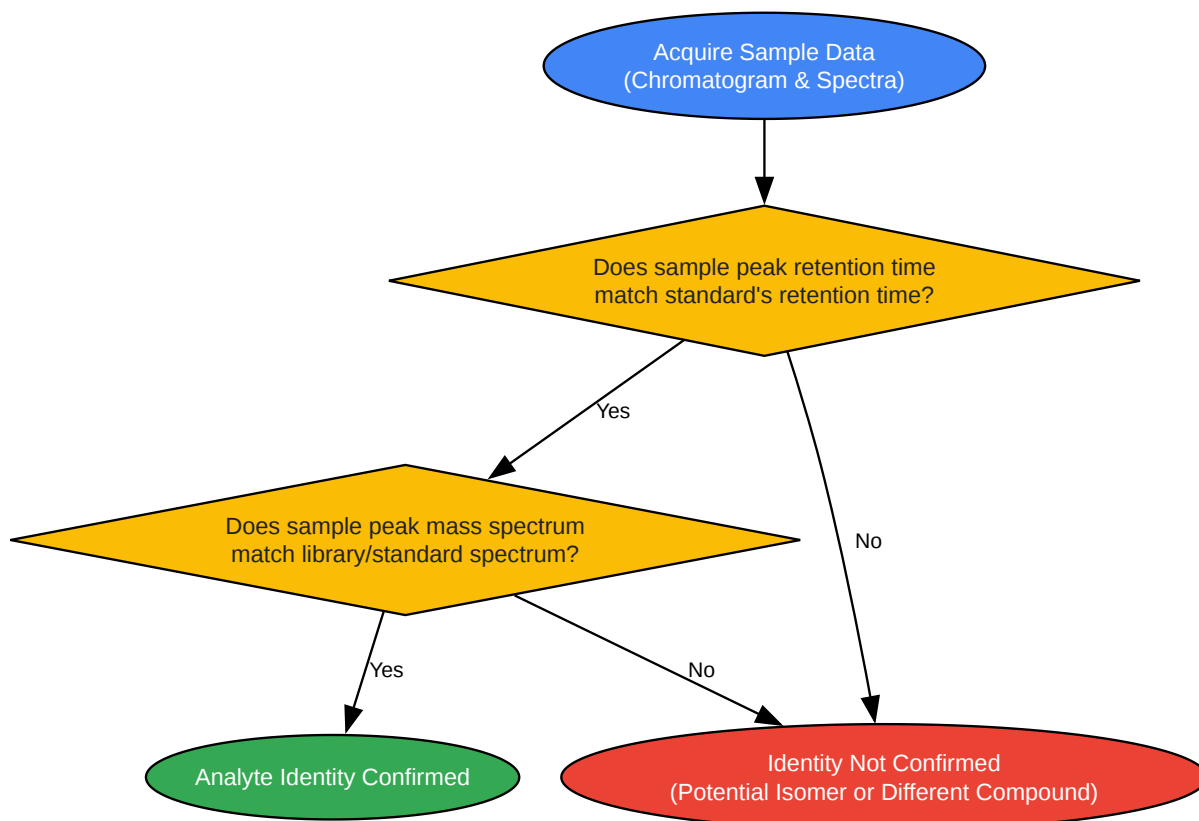 Acquire Sample Data
(Chromatogram & Spectra)
Does sample peak retention time
match standard's retention time?
Yes
Does sample peak mass spectrum
match library/standard spectrum?
No
Yes
No
Analyte Identity Confirmed
Identity Not Confirmed
(Potential Isomer or Different Compound)